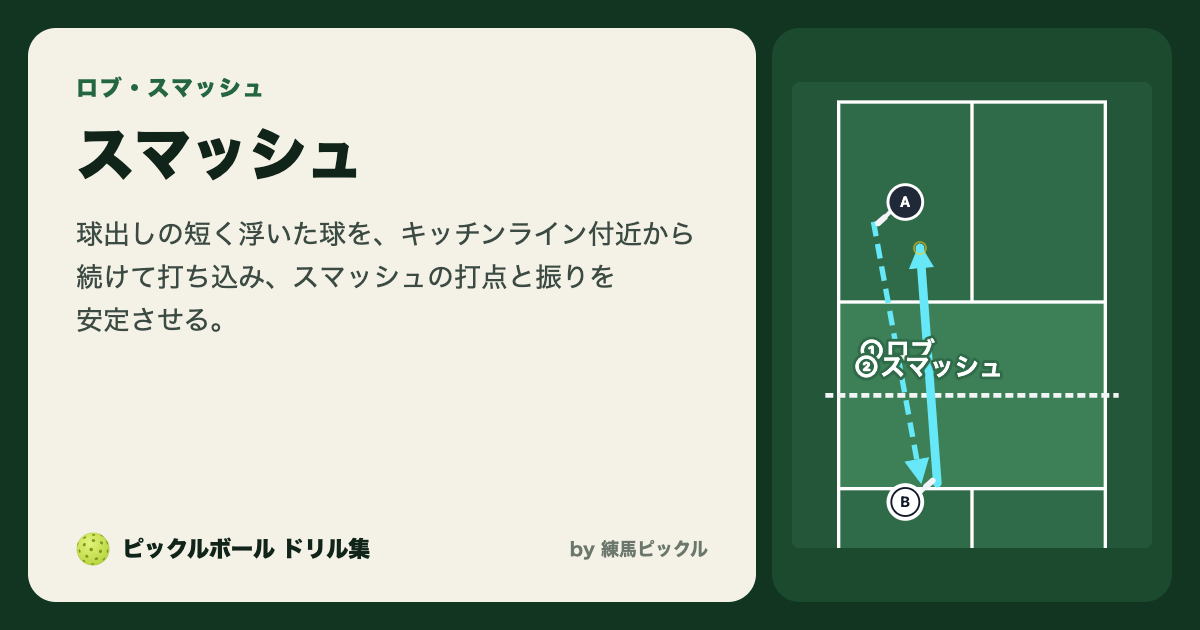 ロブ・スマッシュ
スマッシュ
球出しの短く浮いた球を、キッチンライン付近から
続けて打ち込み、スマッシュの打点と振りを
安定させる。
ピックルボール ドリル集
by 練馬ピックル
A
①ロブ
②スマッシュ
B